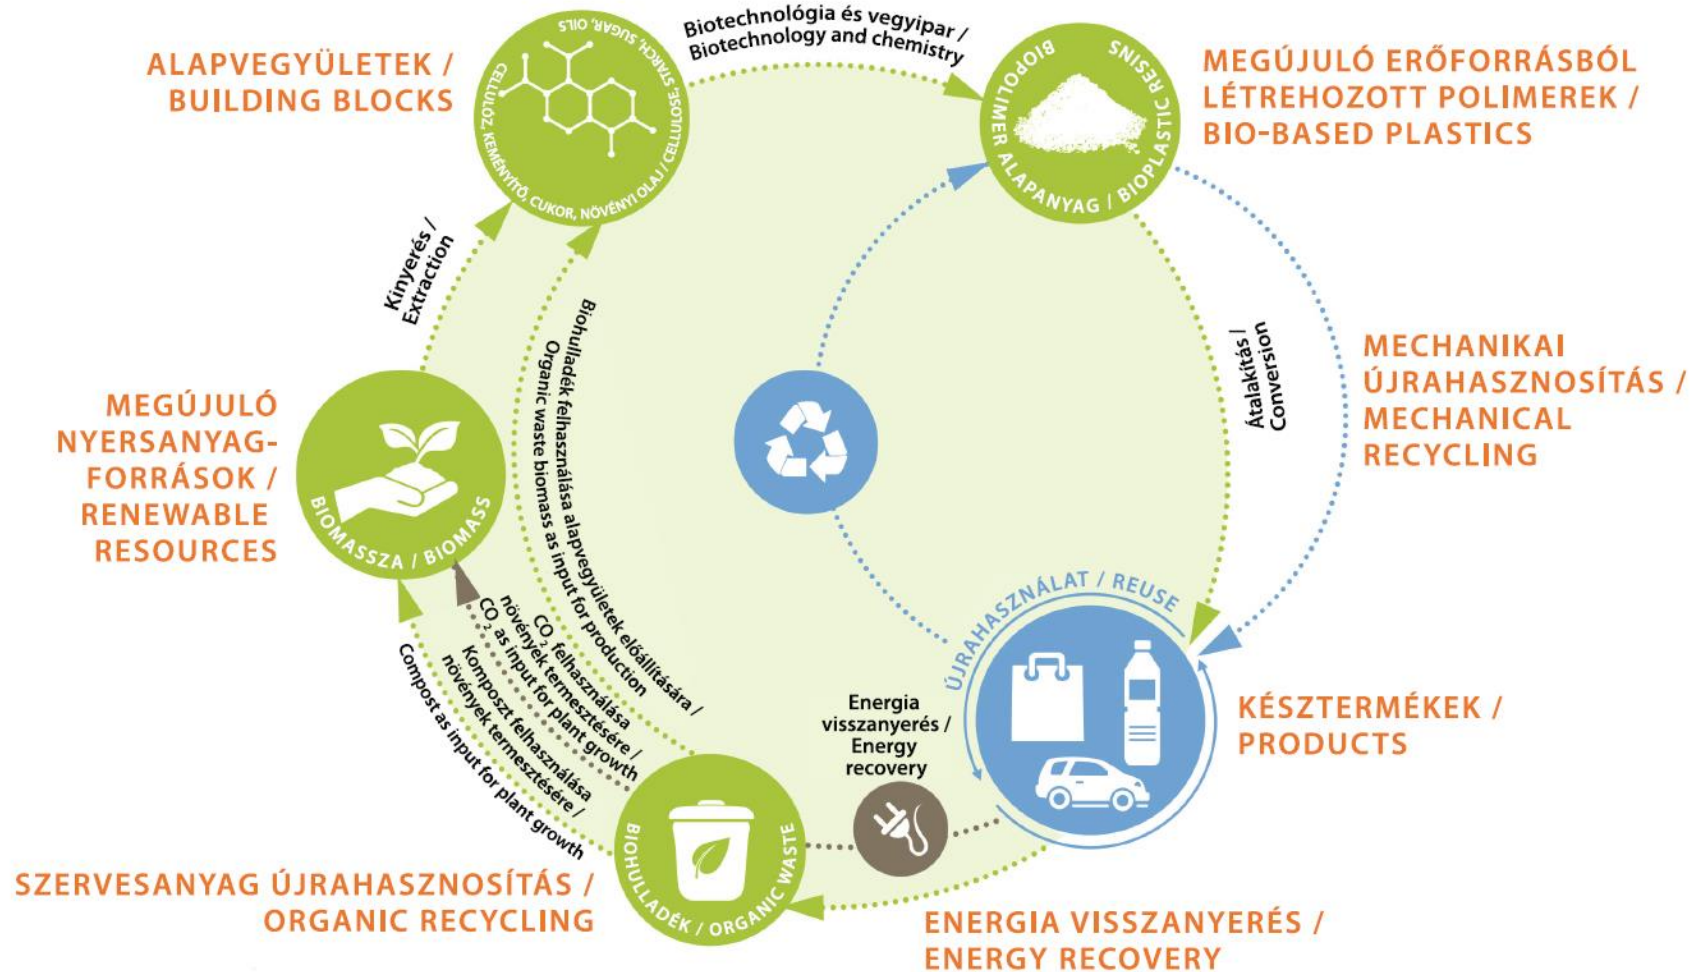 ALAPVEGYÜLETEK /
BUILDING BLOCKS
CELLULÓZ, KEMÉNYÍTŐ, CUKOR, NÖVÉNYI OLAJ / CELLULOSE, STARCH, SUGAR, OILS
Biotechnológia és vegyipar /
Biotechnology and chemistry
BIOPOLIMER ALAPANYAG / BIOPLASTIC RESINS
MEGÚJULÓ ERŐFORRÁSBÓL
LÉTREHOZOTT POLIMEREK /
BIO-BASED PLASTICS
Kinyerés /
Extraction
Átalakítás /
Conversion
MECHANIKAI
ÚJRAHASZNOSÍTÁS /
MECHANICAL
RECYCLING
MEGÚJULÓ
NYERSANYAG-
FORRÁSOK /
RENEWABLE
RESOURCES
BIOMASSZA / BIOMASS
Biohulladék felhasználása alapvegyületek előállítására /
Organic waste biomass as input for production
CO2 felhasználása
növények termesztésére /
CO2 as input for plant growth
Komposzt felhasználása
növények termesztésére /
Compost as input for plant growth
ÚJRAHASZNÁLAT / REUSE
KÉSZTERMÉKEK /
PRODUCTS
Energia
visszanyerés /
Energy
recovery
BIOHULLADÉK / ORGANIC WASTE
SZERVESANYAG ÚJRAHASZNOSÍTÁS /
ORGANIC RECYCLING
ENERGIA VISSZANYERÉS /
ENERGY RECOVERY